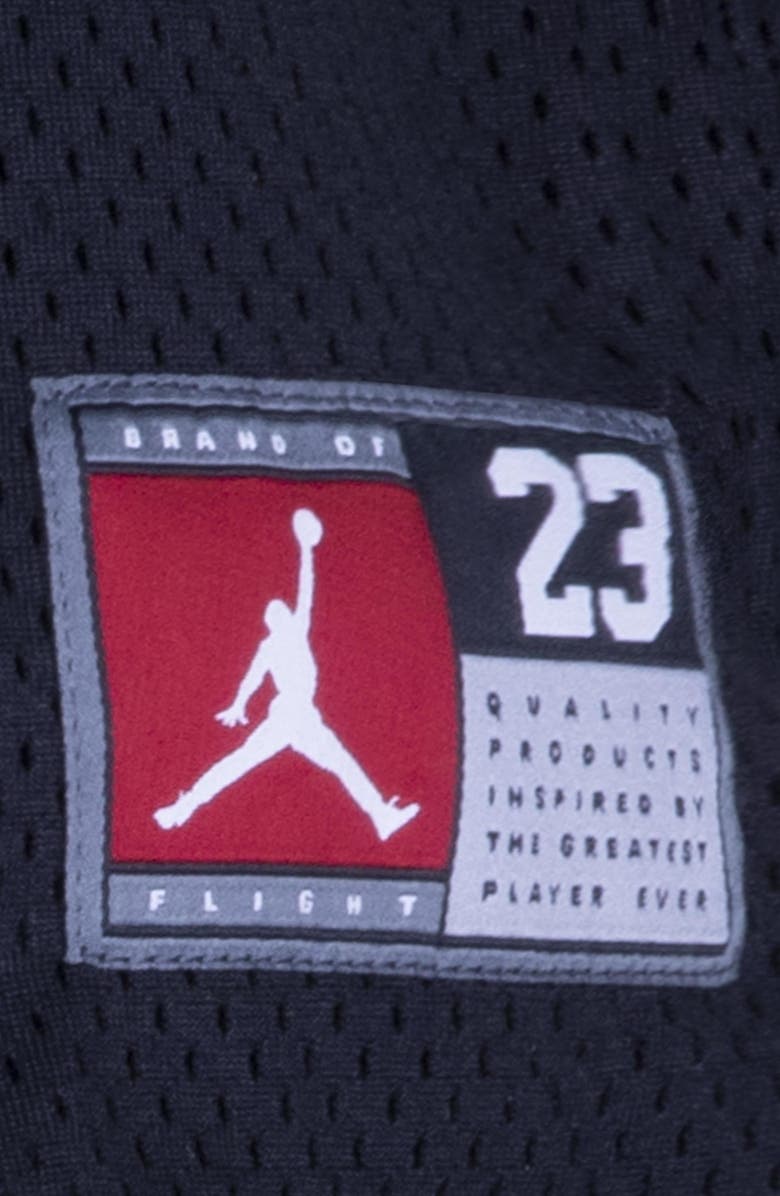 BRAND OF
FLIGHT
23
QUALITY
PRODUCTS
INSPIRED BY
THE GREATEST
PLAYER EVER